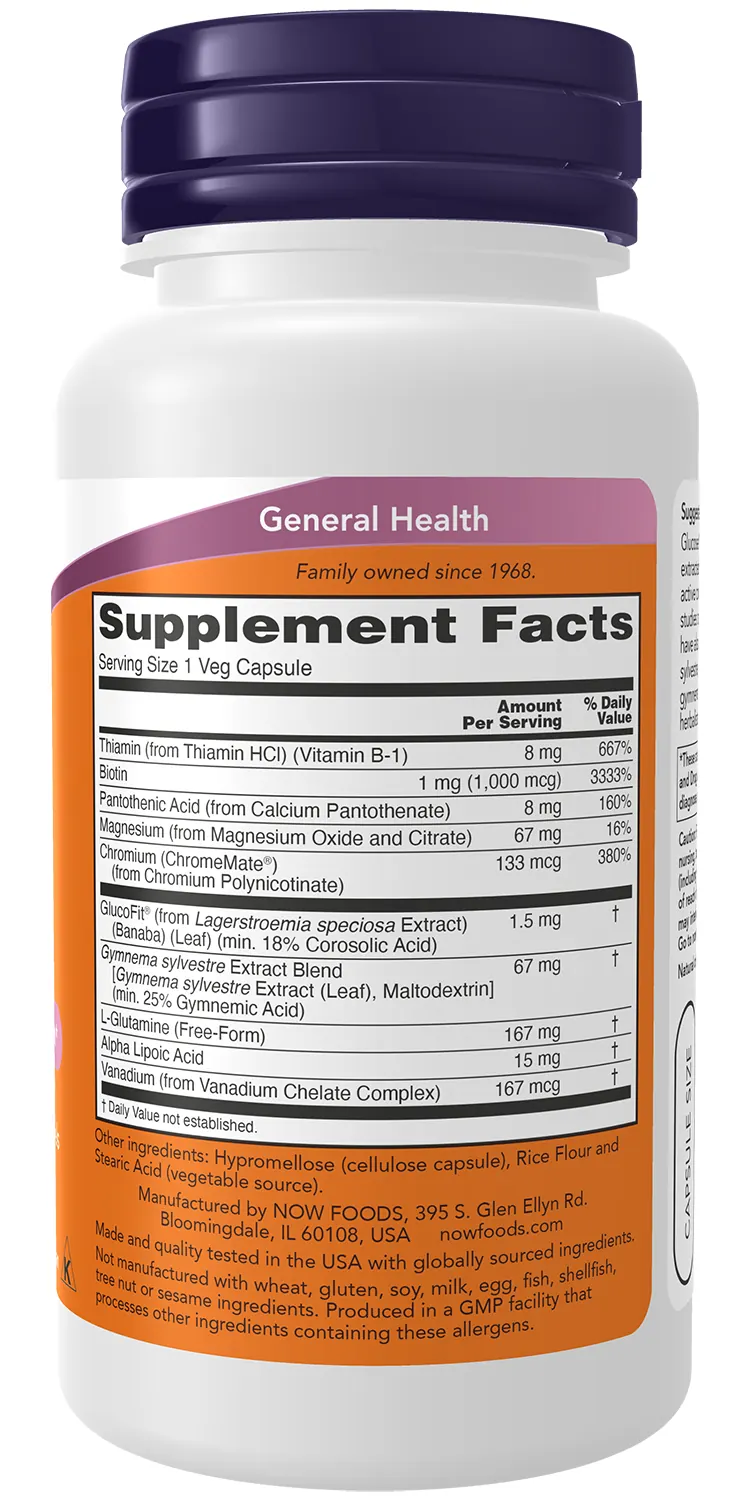 General Health
Family owned since 1968.
Supplement Facts
Serving Size 1 Veg Capsule
Amount Per Serving % Daily Value
Thiamin (from Thiamin HCl) (Vitamin B-1) 8 mg 667%
Biotin 1 mg (1,000 mcg) 3333%
Pantothenic Acid (from Calcium Pantothenate) 8 mg 160%
Magnesium (from Magnesium Oxide and Citrate) 67 mg 16%
Chromium (ChromeMate®) 133 mcg 380%
(from Chromium Polynicotinate)
GlucoFit® (from Lagerstroemia speciosa Extract) 1.5 mg †
(Banaba) (Leaf) (min. 18% Corosolic Acid)
Gymnema sylvestre Extract Blend 67 mg †
[Gymnema sylvestre Extract (Leaf), Maltodextrin]
(min. 25% Gymnemic Acid)
L-Glutamine (Free-Form) 167 mg †
Alpha Lipoic Acid 15 mg †
Vanadium (from Vanadium Chelate Complex) 167 mcg †
† Daily Value not established.
Other ingredients: Hypromellose (cellulose capsule), Rice Flour and
Stearic Acid (vegetable source).
Manufactured by NOW FOODS, 395 S. Glen Ellyn Rd.
Bloomingdale, IL 60108, USA nowfoods.com
Made and quality tested in the USA with globally sourced ingredients.
Not manufactured with wheat, gluten, soy, milk, egg, fish, shellfish,
tree nut or sesame ingredients. Produced in a GMP facility that
processes other ingredients containing these allergens.
K
CAPSULE SIZE